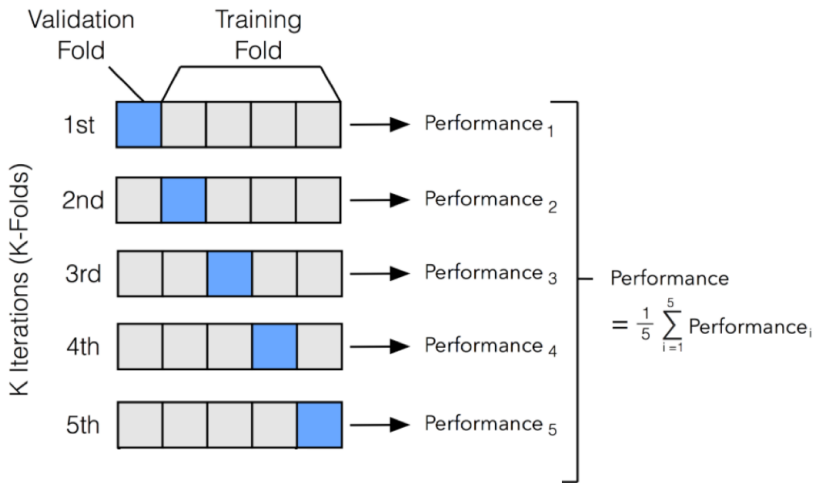 Validation
Fold
Training
Fold
K Iterations (K-Folds)
1st
Performance 1
2nd
Performance 2
3rd
Performance 3
4th
Performance 4
5th
Performance 5
Performance
= 1/5 5∑i=1 Performancei